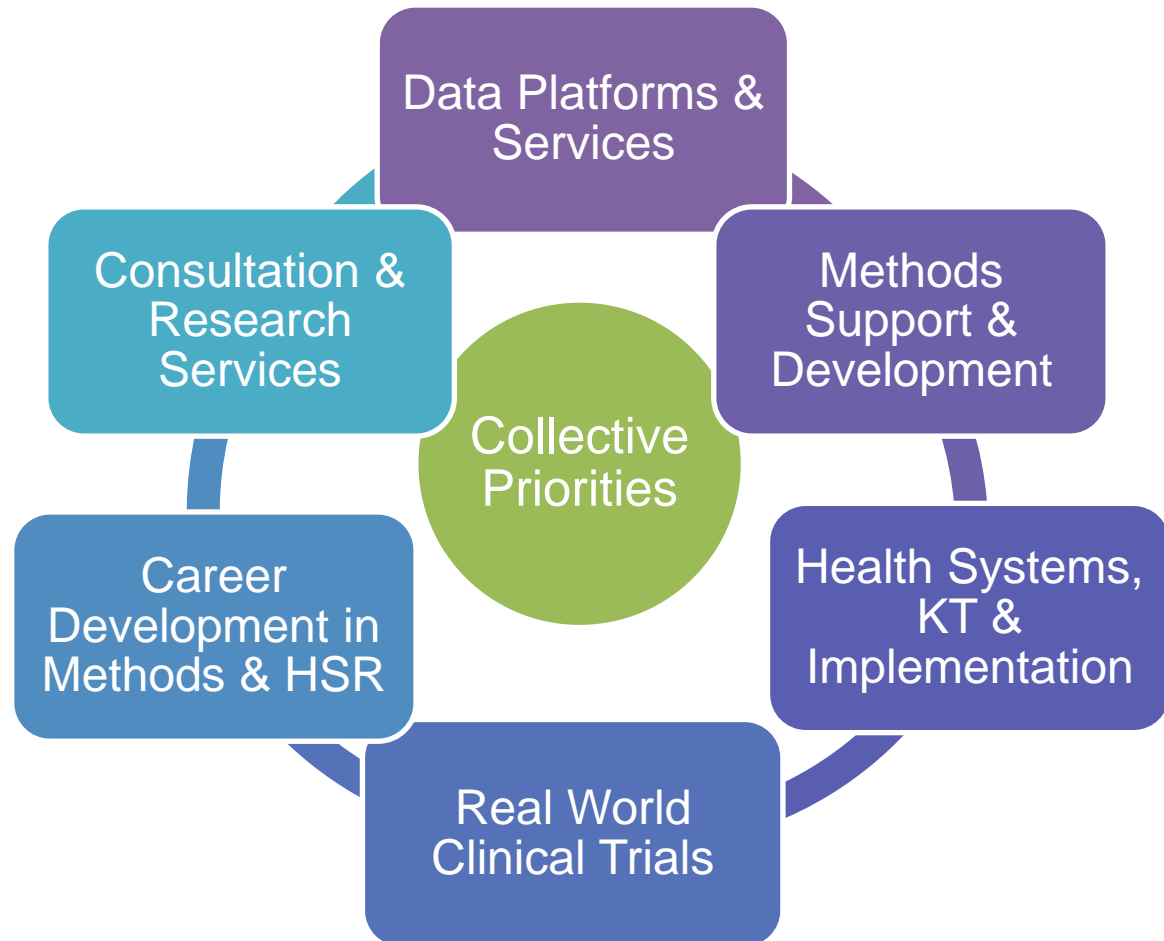 Data Platforms &
Services
Methods
Support &
Development
Health Systems,
KT &
Implementation
Real World
Clinical Trials
Career
Development in
Methods & HSR
Consultation &
Research
Services
Collective
Priorities